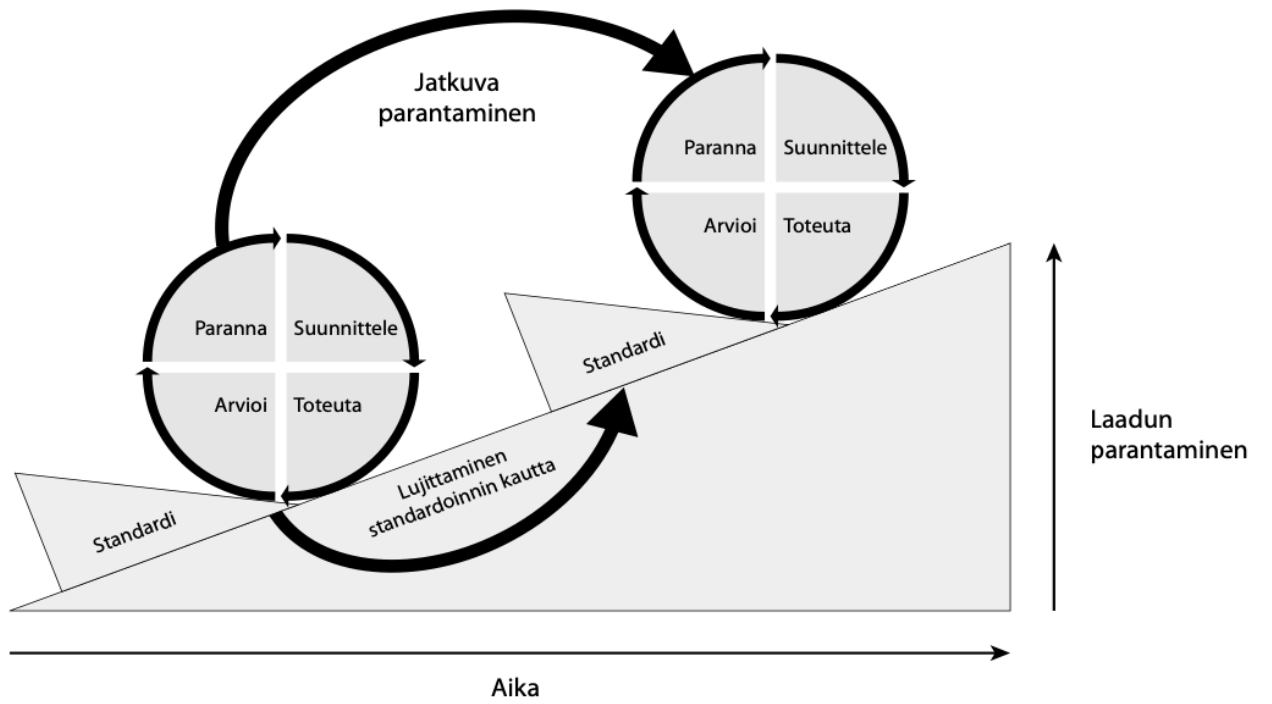 Jatkuva
parantaminen
Paranna
Suunnittele
Arvioi
Toteuta
Paranna
Suunnittele
Arvioi
Toteuta
Standardi
Standardi
Lujittaminen
standardoinnin kautta
Laadun
parantaminen
Aika